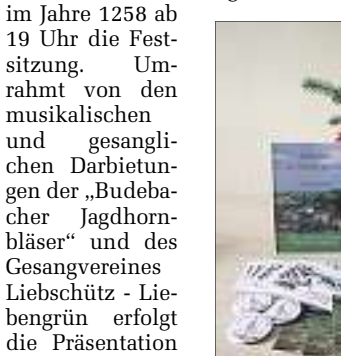 im Jahre 1258 ab
19 Uhr die Fest-
sitzung. Um-
rahmt von den
musikalischen
und gesangli-
chen Darbietun-
gen der „Budeba-
cher Jagdhorn-
bläser“ und des
Gesangvereines
Liebschütz - Lie-
bengrün erfolgt
die Präsentation